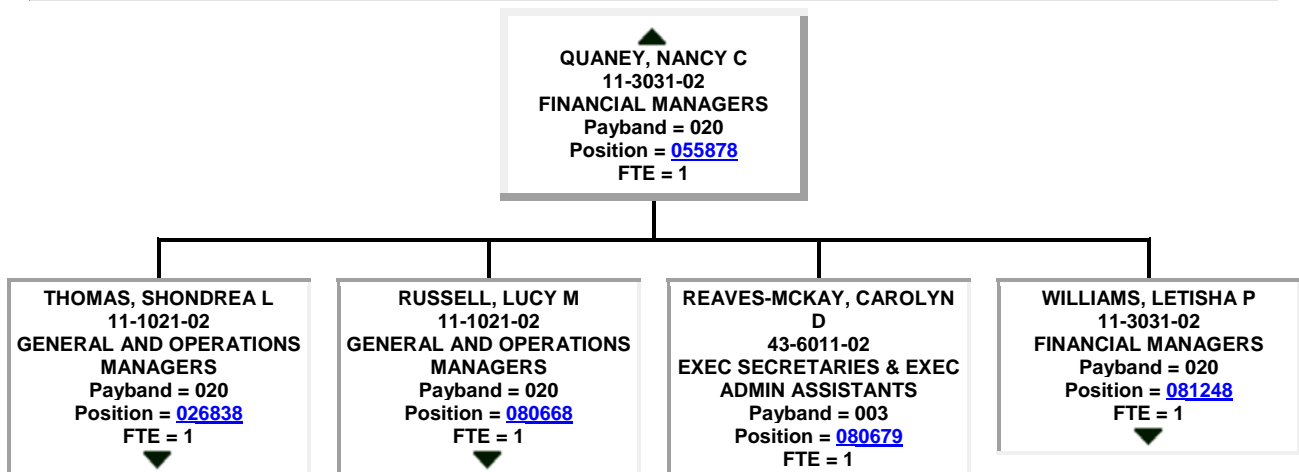 QUANEY, NANCY C
11-3031-02
FINANCIAL MANAGERS
Payband = 020
Position = 055878
FTE = 1
THOMAS, SHONDREA L
11-1021-02
GENERAL AND OPERATIONS
MANAGERS
Payband = 020
Position = 026838
FTE = 1
RUSSELL, LUCY M
11-1021-02
GENERAL AND OPERATIONS
MANAGERS
Payband = 020
Position = 080668
FTE = 1
REAVES-MCKAY, CAROLYN
D
43-6011-02
EXEC SECRETARIES & EXEC
ADMIN ASSISTANTS
Payband = 003
Position = 080679
FTE = 1
WILLIAMS, LETISHA P
11-3031-02
FINANCIAL MANAGERS
Payband = 020
Position = 081248
FTE = 1